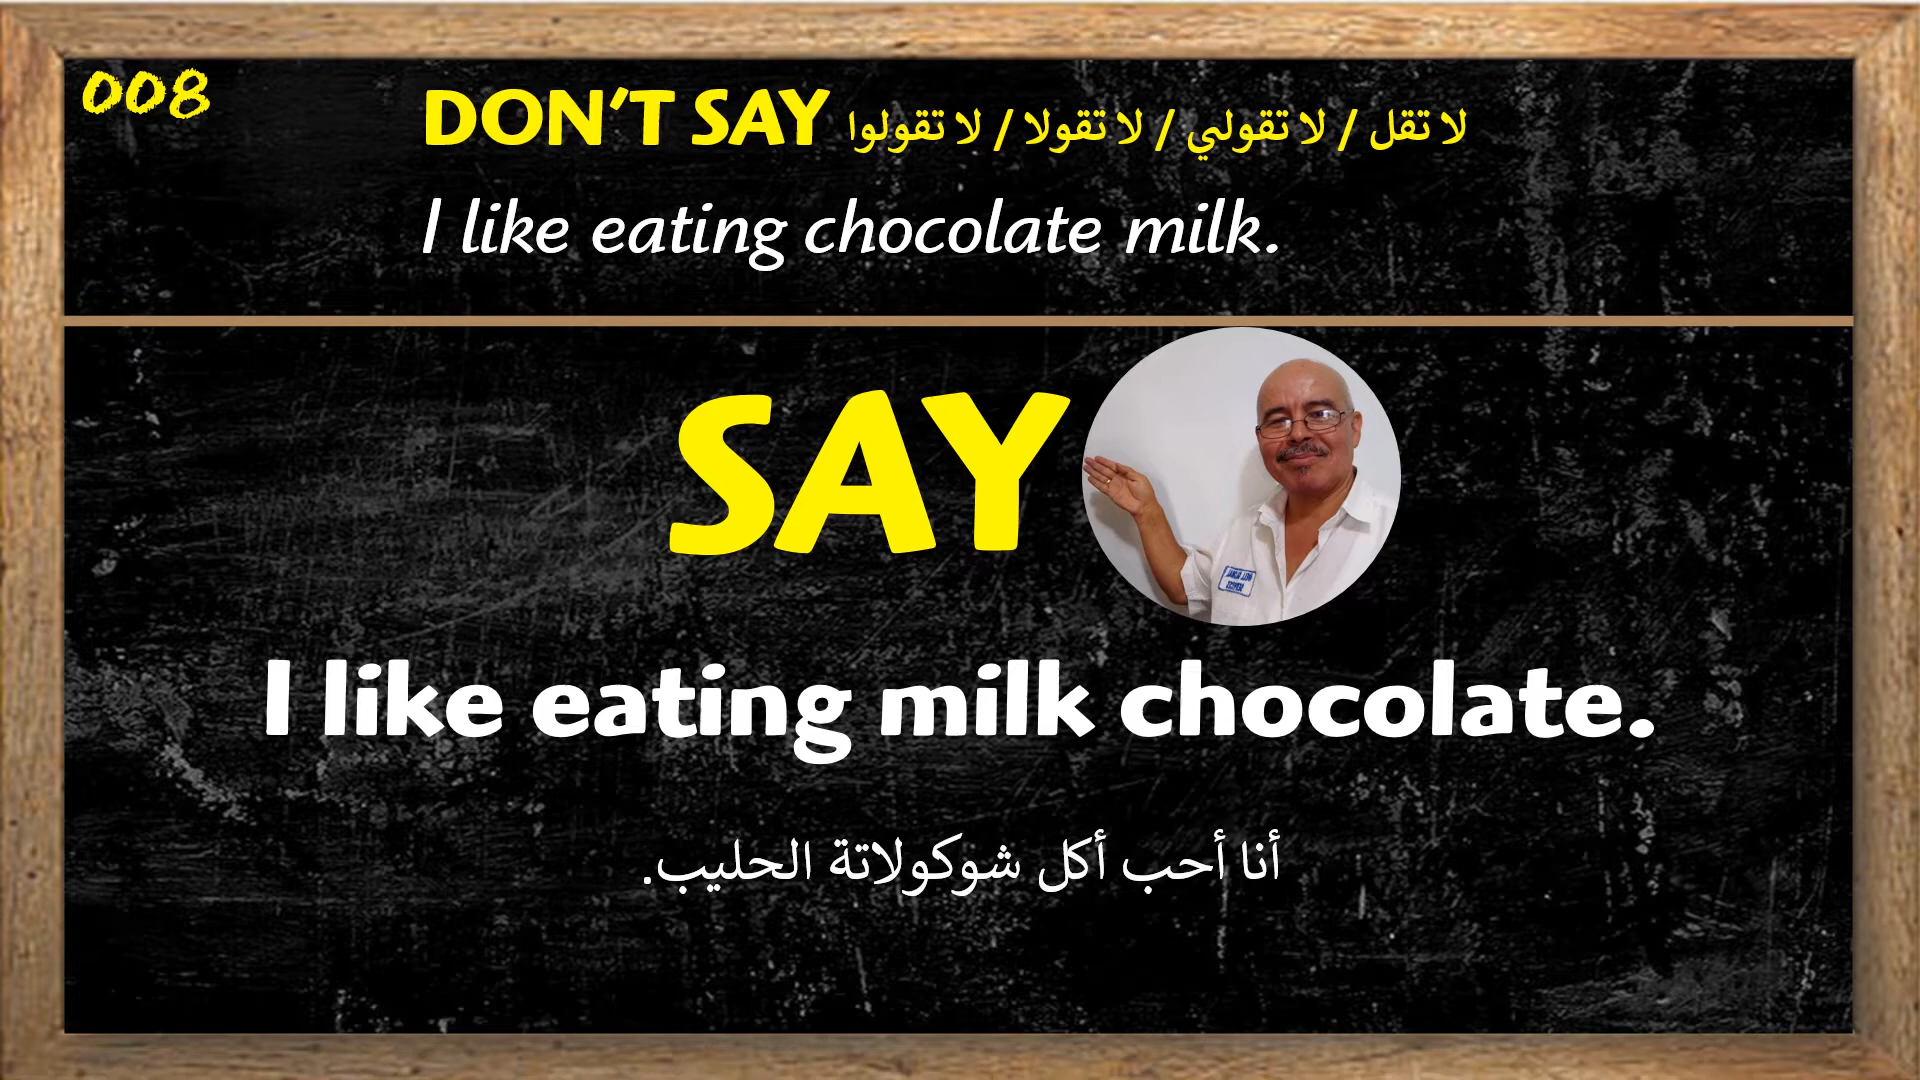 008
DON'T SAY لا تقل / لا تقولي / لا تقولا / لا تقولوا
I like eating chocolate milk.
SAY
I like eating milk chocolate.
أنا أحب أكل شوكولاتة الحليب.